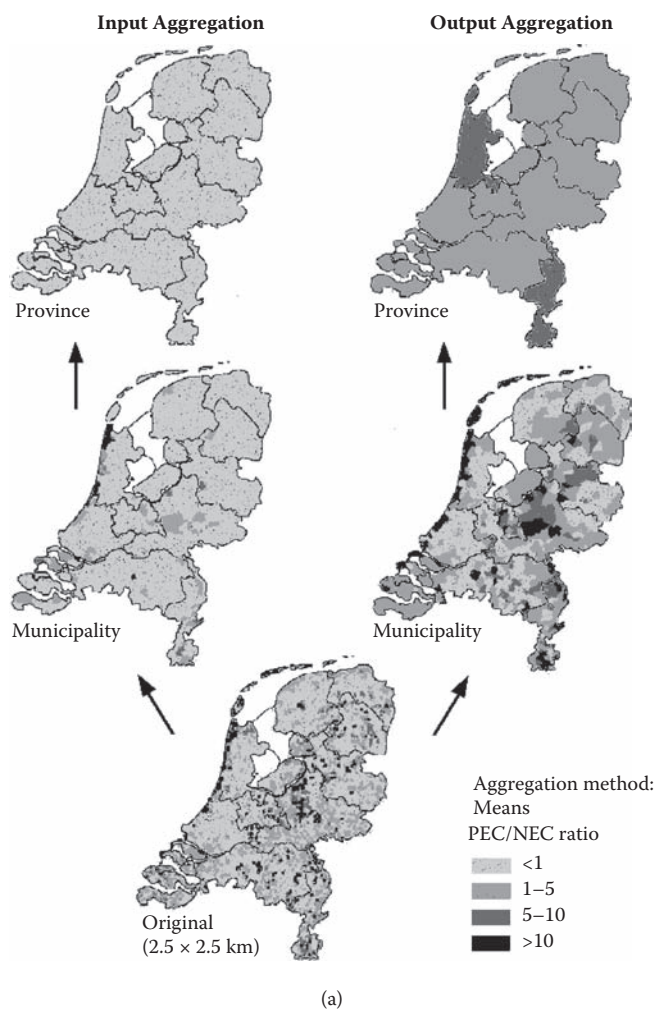 Input Aggregation
Output Aggregation
Province
Province
Municipality
Municipality
Original
(2.5 × 2.5 km)
Aggregation method:
Means
PEC/NEC ratio
<1
1–5
5–10
>10
(a)